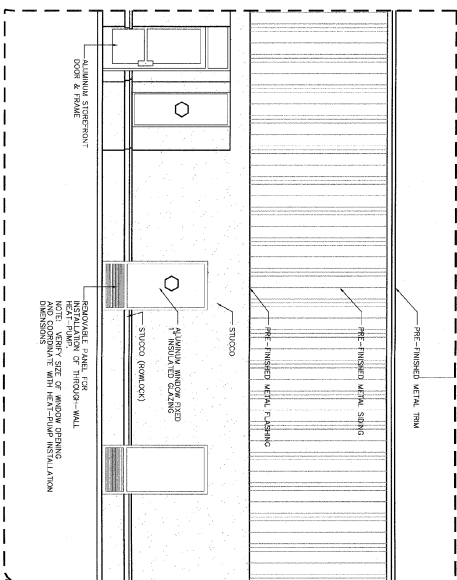 PRE-FINISHED METAL TRIM
PRE-FINISHED METAL SIDING
PRE-FINISHED METAL FLASHING
STUCCO
ALUMINUM WINDOW FIXED
1" INSULATED GLAZING
STUCCO (ROWLOCK)
REMOVABLE PANEL FOR
INSTALLATION OF THROUGH-WALL
HEAT-PUMP.
NOTE: VERIFY SIZE OF WINDOW OPENING
AND COORDINATE WITH HEAT-PUMP INSTALLATION
DIMENSIONS
ALUMINUM STOREFRONT
DOOR & FRAME